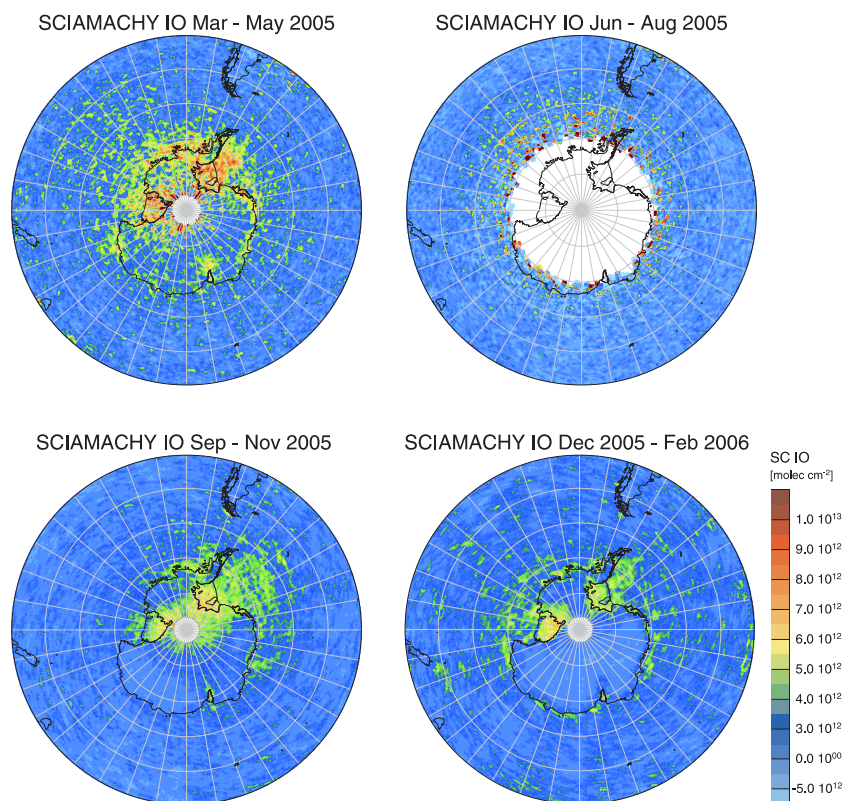 SCIAMACHY IO Mar - May 2005
SCIAMACHY IO Jun - Aug 2005
SCIAMACHY IO Sep - Nov 2005
SCIAMACHY IO Dec 2005 - Feb 2006
SC IO
[molec cm⁻²]
1.0 10¹³
9.0 10¹²
8.0 10¹²
7.0 10¹²
6.0 10¹²
5.0 10¹²
4.0 10¹²
3.0 10¹²
0.0 10⁰⁰
-5.0 10¹²